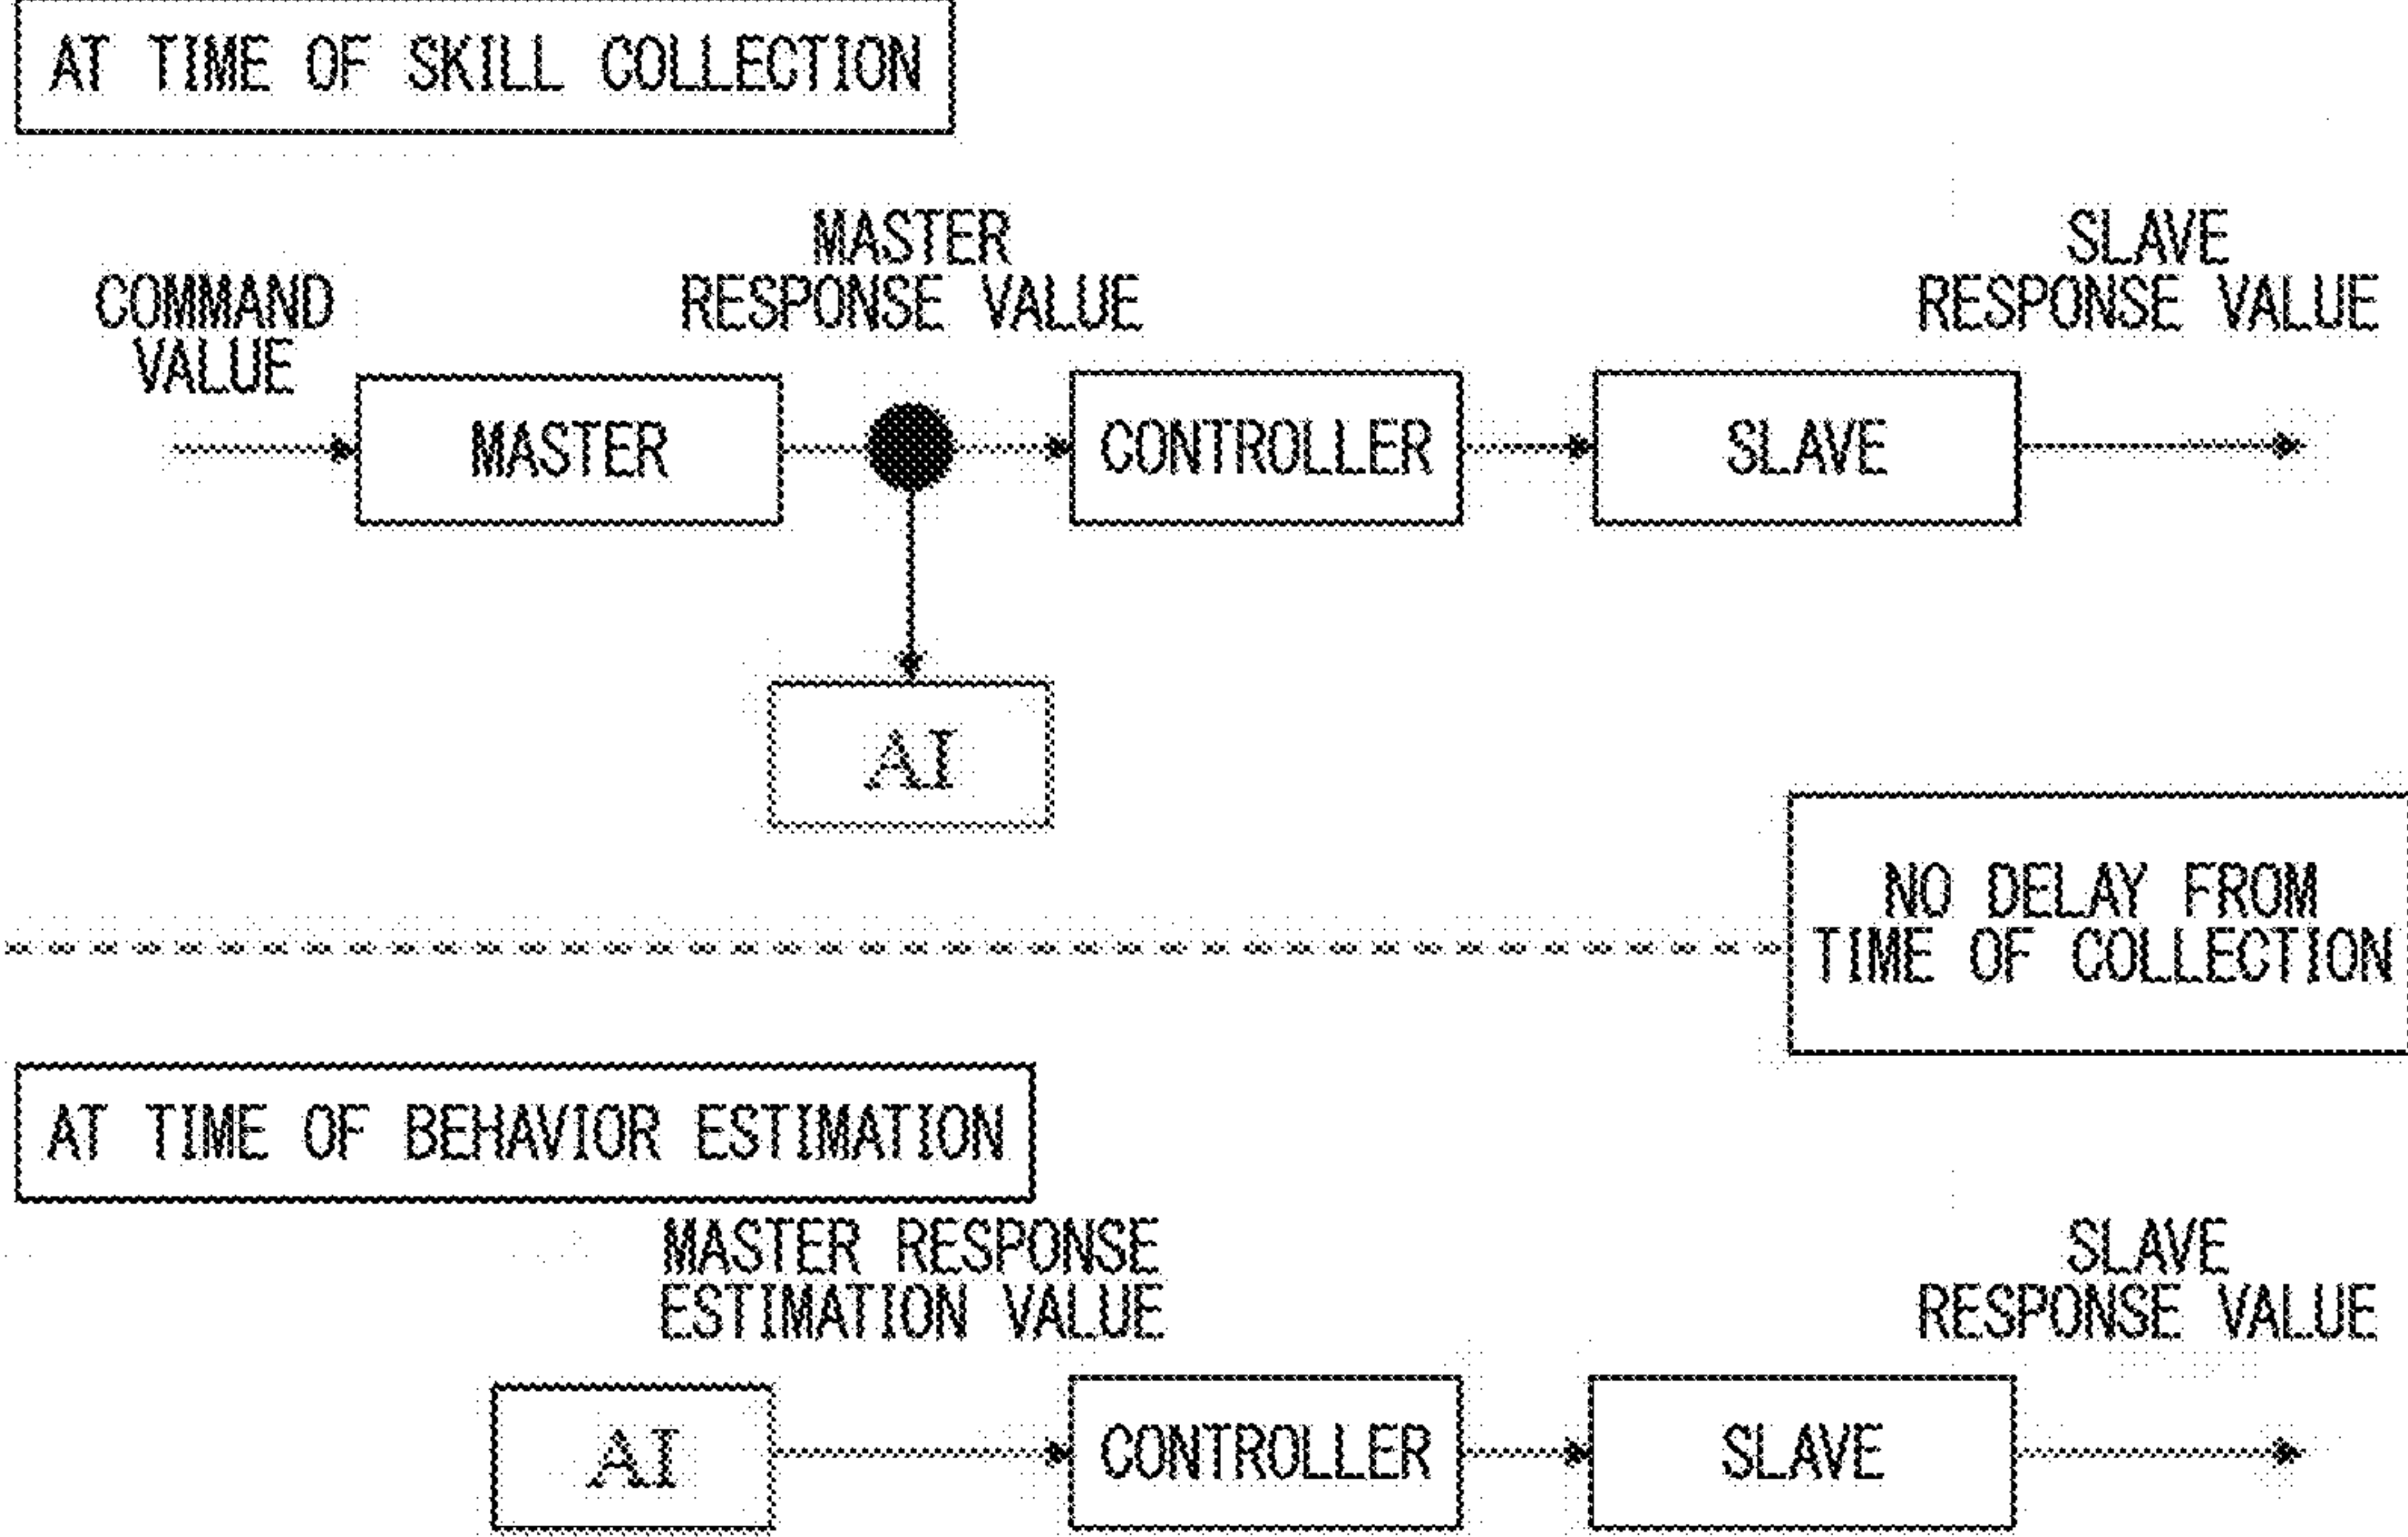 AT TIME OF SKILL COLLECTION
MASTER
RESPONSE VALUE
SLAVE
RESPONSE VALUE
COMMAND
VALUE
MASTER
CONTROLLER
SLAVE
AI
NO DELAY FROM
TIME OF COLLECTION
AT TIME OF BEHAVIOR ESTIMATION
MASTER RESPONSE
ESTIMATION VALUE
SLAVE
RESPONSE VALUE
AI
CONTROLLER
SLAVE